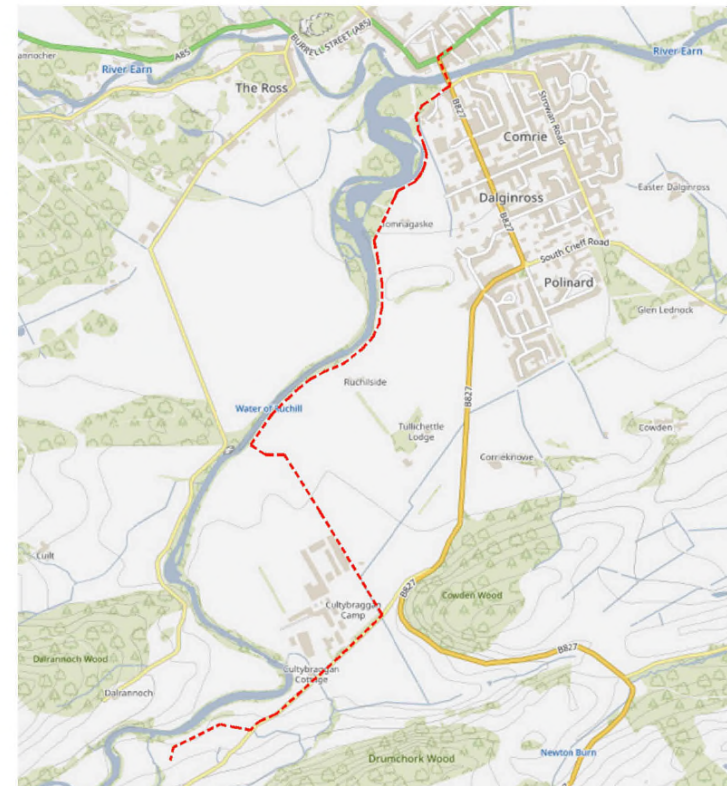 BURRELL STREET (A85)
River Earn
annocher
River Earn
A85
The Ross
Strowan Road
B827
Comrie
Dalginross
Easter Dalginross
Tomnagaske
B827
South Crieff Road
Polinard
Glen Lednock
Ruchilside
B827
Water of Ruchill
Tullichettle
Lodge
Cowden
Corrieknowe
Cuilt
B827
Cowden Wood
Cultybraggan
Camp
B827
Dalrannoch Wood
Cultybraggan
Cottage
Dalrannoch
Newton Burn
Drumchork Wood